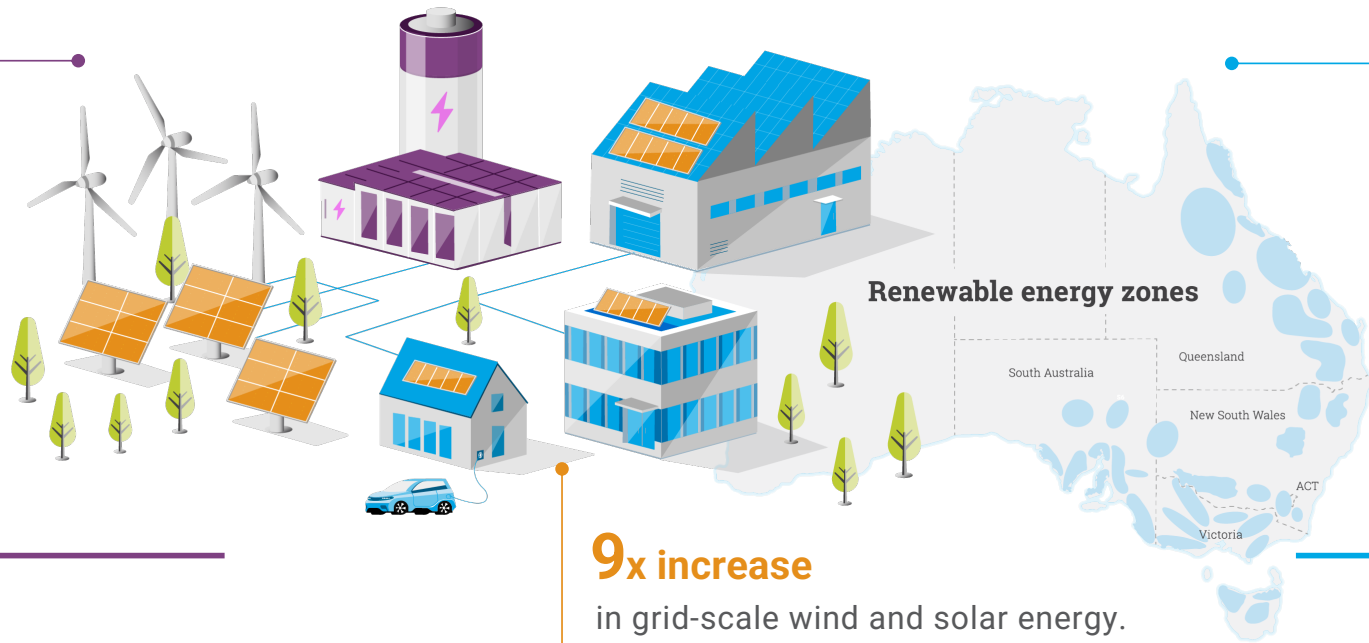 Renewable energy zones
Queensland
South Australia
New South Wales
ACT
Victoria
9x increase
in grid-scale wind and solar energy.